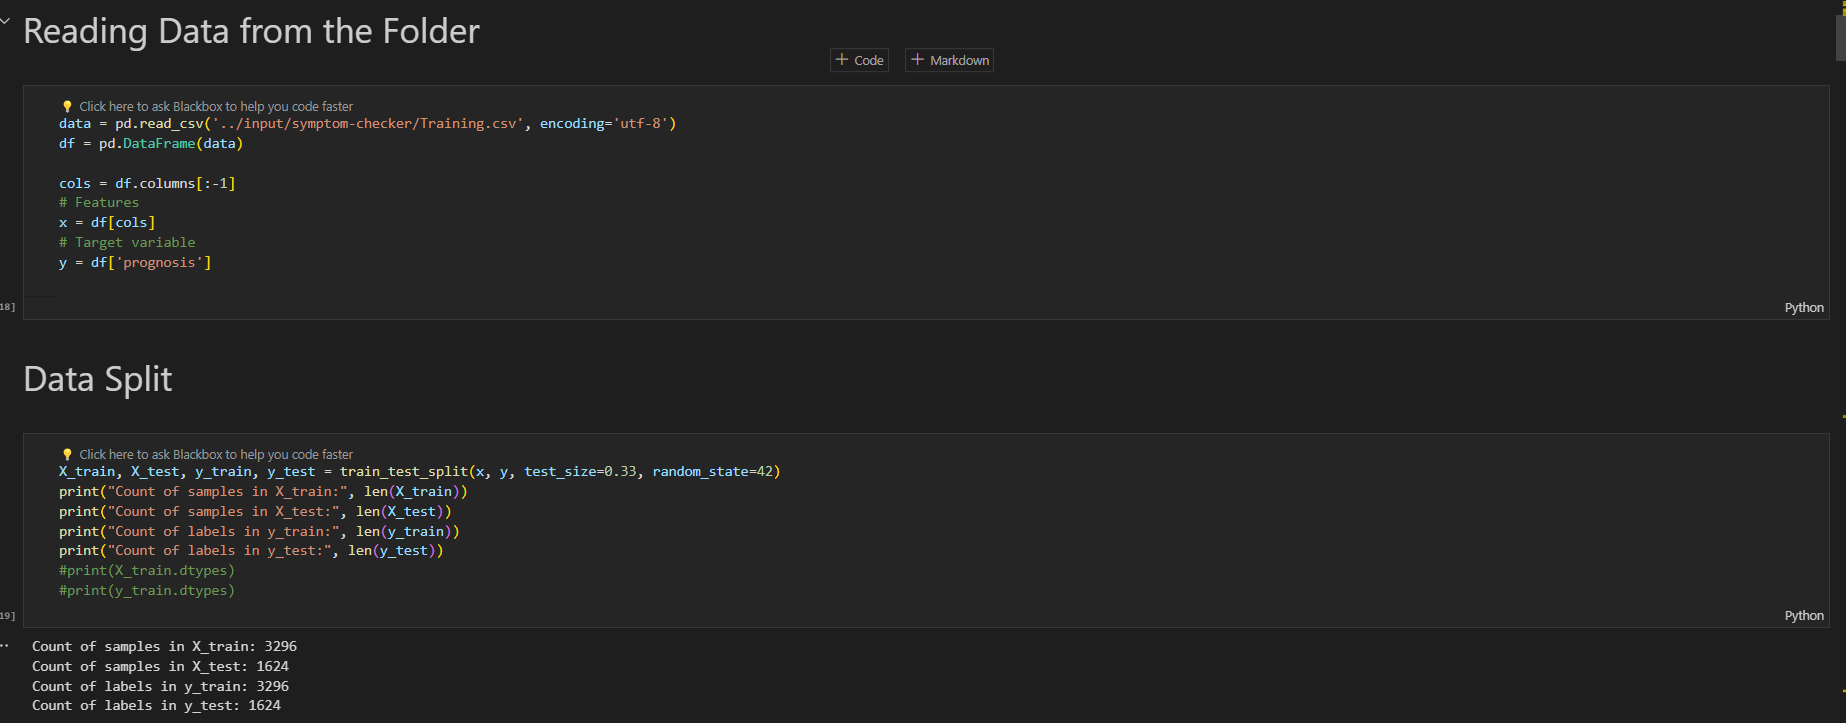 Reading Data from the Folder
+ Code + Markdown
Click here to ask Blackbox to help you code faster
data = pd.read_csv('../input/symptom-checker/Training.csv', encoding='utf-8')
df = pd.DataFrame(data)
cols = df.columns[:-1]
# Features
x = df[cols]
# Target variable
y = df['prognosis']
18]
Python
Data Split
Click here to ask Blackbox to help you code faster
X_train, X_test, y_train, y_test = train_test_split(x, y, test_size=0.33, random_state=42)
print("Count of samples in X_train:", len(X_train))
print("Count of samples in X_test:", len(X_test))
print("Count of labels in y_train:", len(y_train))
print("Count of labels in y_test:", len(y_test))
#print(X_train.dtypes)
#print(y_train.dtypes)
19]
Python
Count of samples in X_train: 3296
Count of samples in X_test: 1624
Count of labels in y_train: 3296
Count of labels in y_test: 1624